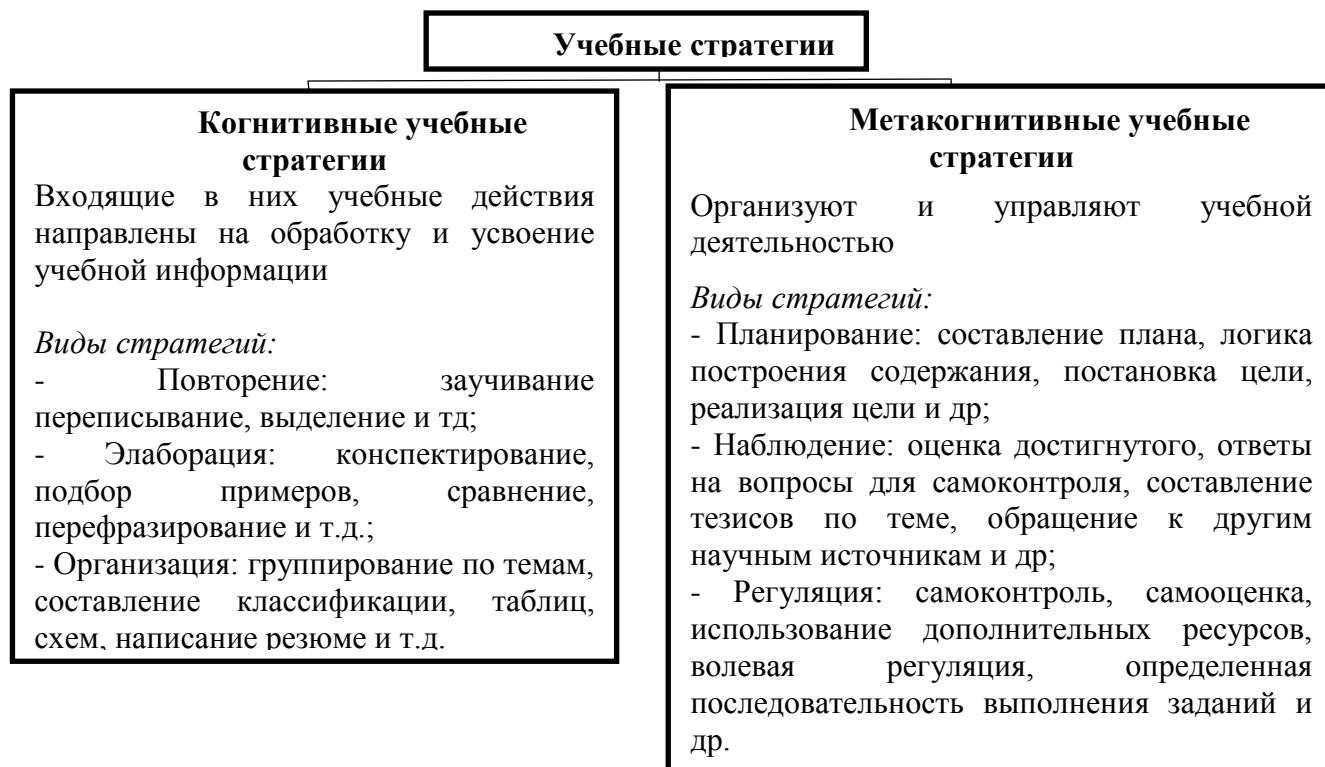 Учебные стратегии
Когнитивные учебные
стратегии
Входящие в них учебные действия
направлены на обработку и усвоение
учебной информации
Виды стратегий:
- Повторение: заучивание
переписывание, выделение и тд;
- Элаборация: конспектирование,
подбор примеров, сравнение,
перефразирование и т.д.;
- Организация: группирование по темам,
составление классификации, таблиц,
схем, написание резюме и т.д.
Метакогнитивные учебные
стратегии
Организуют и управляют учебной
деятельностью
Виды стратегий:
- Планирование: составление плана, логика
построения содержания, постановка цели,
реализация цели и др;
- Наблюдение: оценка достигнутого, ответы
на вопросы для самоконтроля, составление
тезисов по теме, обращение к другим
научным источникам и др;
- Регуляция: самоконтроль, самооценка,
использование дополнительных ресурсов,
волевая регуляция, определенная
последовательность выполнения заданий и
др.